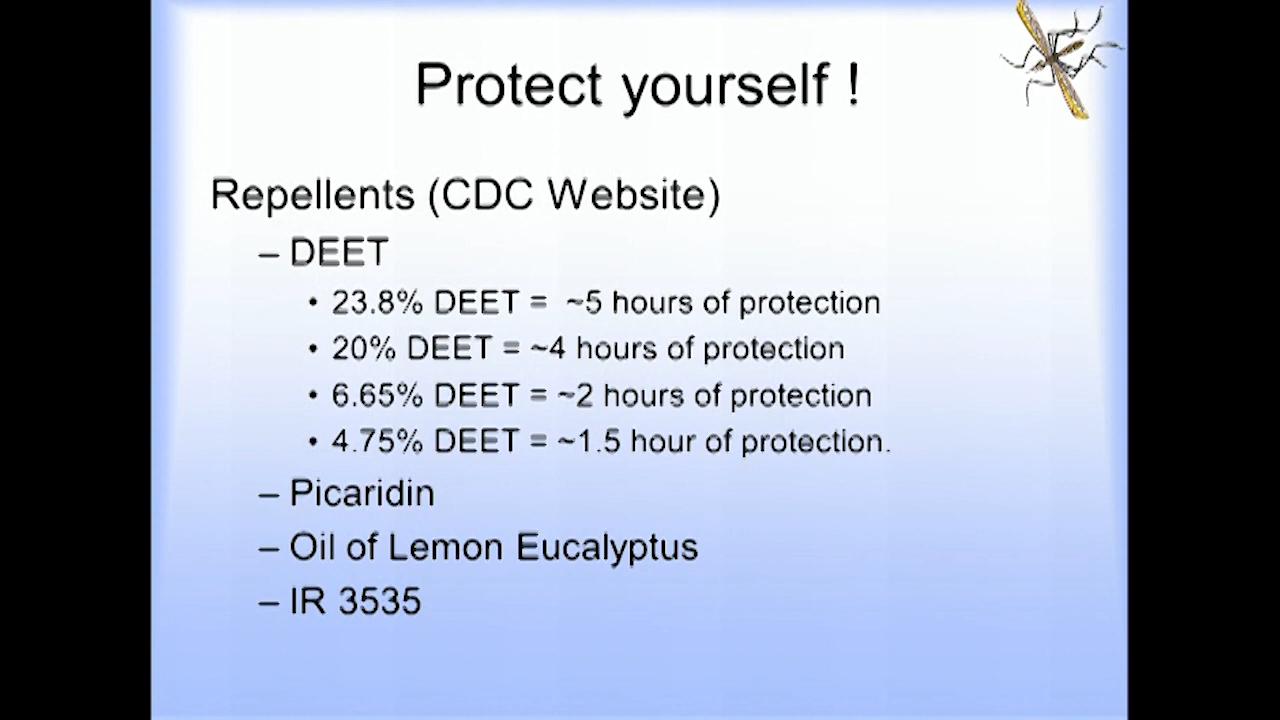 Protect yourself !
Repellents (CDC Website)
– DEET
• 23.8% DEET = ~5 hours of protection
• 20% DEET = ~4 hours of protection
• 6.65% DEET = ~2 hours of protection
• 4.75% DEET = ~1.5 hour of protection.
– Picaridin
– Oil of Lemon Eucalyptus
– IR 3535